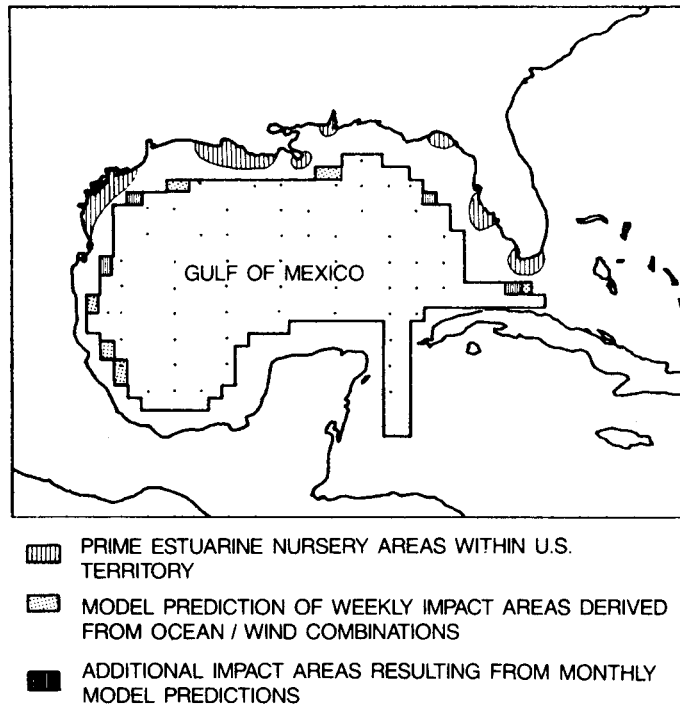 GULF OF MEXICO
PRIME ESTUARINE NURSERY AREAS WITHIN U.S.
TERRITORY
MODEL PREDICTION OF WEEKLY IMPACT AREAS DERIVED
FROM OCEAN / WIND COMBINATIONS
ADDITIONAL IMPACT AREAS RESULTING FROM MONTHLY
MODEL PREDICTIONS